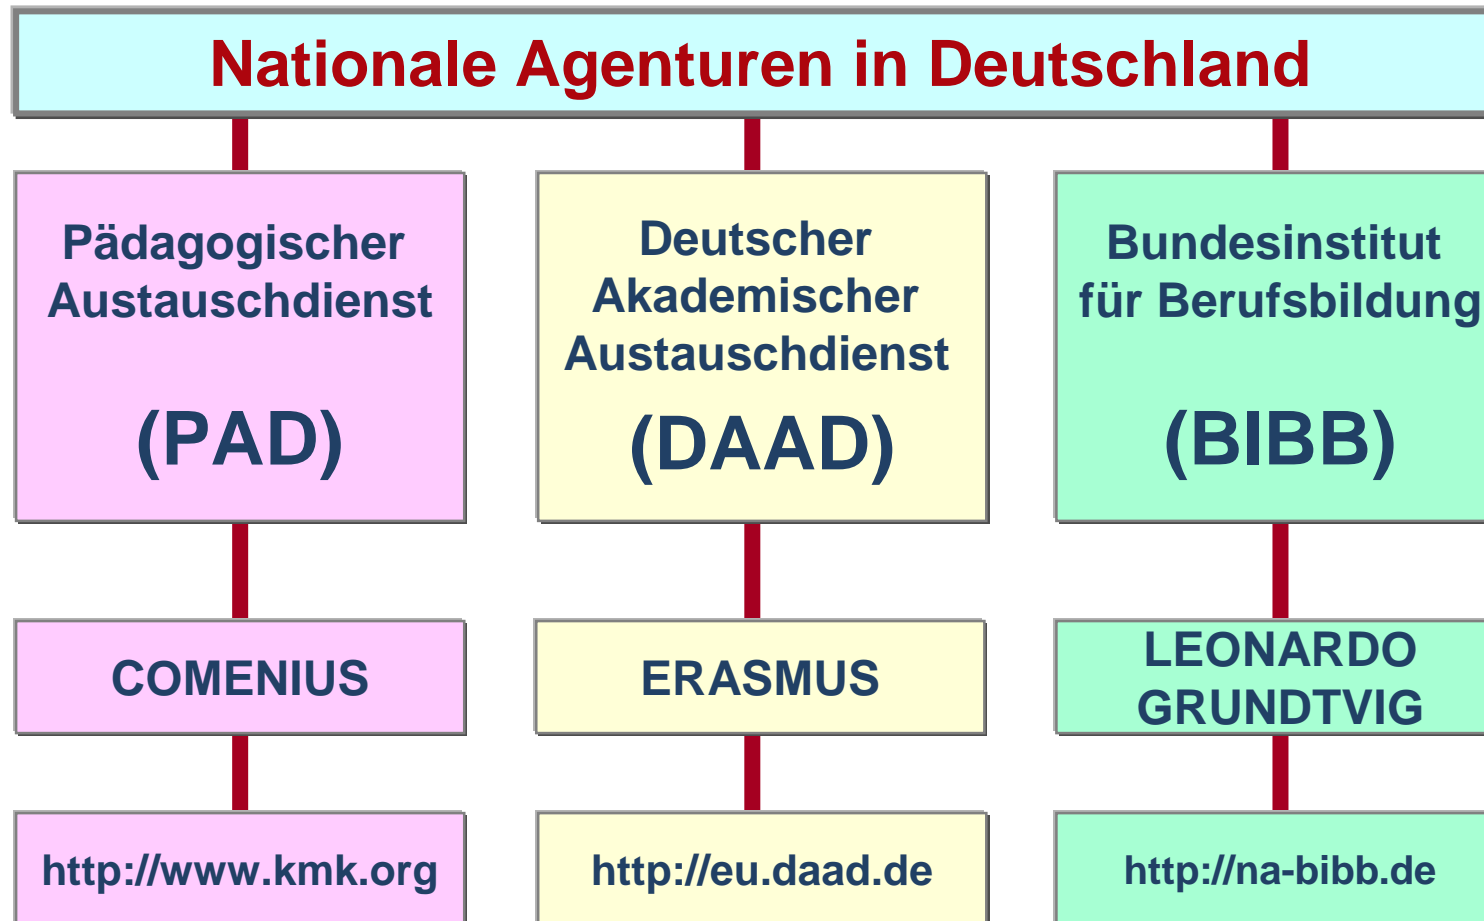 Nationale Agenturen in Deutschland
Pädagogischer
Austauschdienst
(PAD)
Deutscher
Akademischer
Austauschdienst
(DAAD)
Bundesinstitut
für Berufsbildung
(BIBB)
COMENIUS
ERASMUS
LEONARDO
GRUNDTVIG
http://www.kmk.org
http://eu.daad.de
http://na-bibb.de